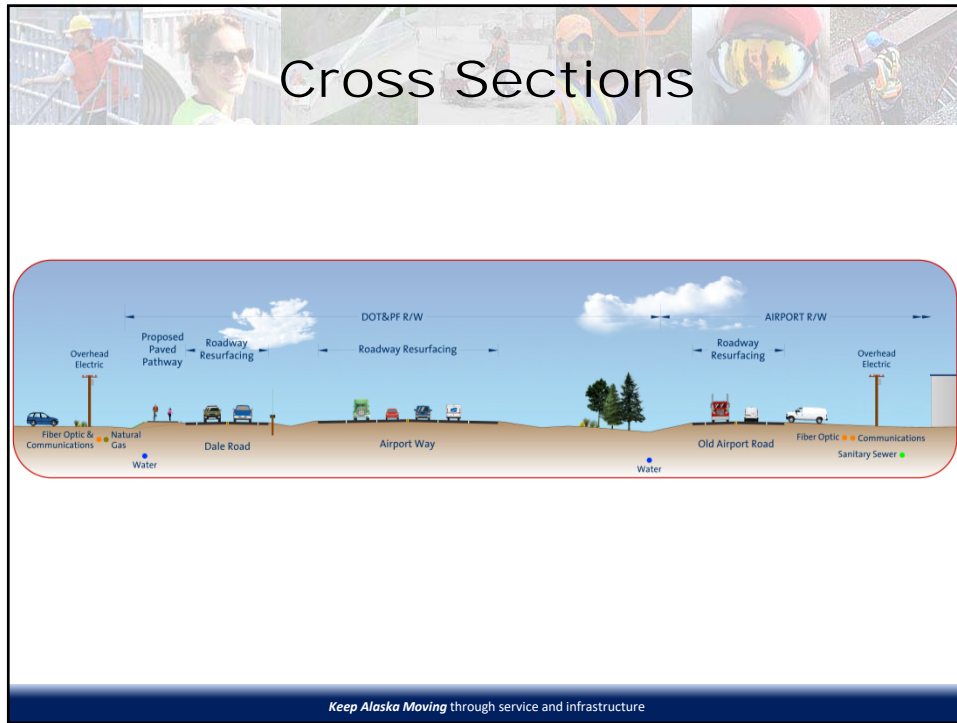 Cross Sections
DOT&PF R/W
AIRPORT R/W
Proposed
Paved
Pathway
Roadway
Resurfacing
Roadway Resurfacing
Roadway
Resurfacing
Overhead
Electric
Overhead
Electric
Fiber Optic &
Communications
Natural
Gas
Water
Dale Road
Airport Way
Water
Old Airport Road
Fiber Optic
Communications
Sanitary Sewer
Keep Alaska Moving through service and infrastructure